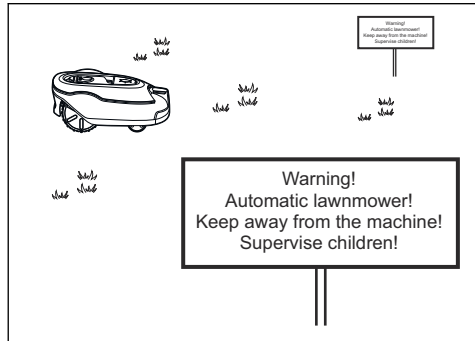 Warning!
Automatic lawnmower!
Keep away from the machine!
Supervise children!
Warning!
Automatic lawnmower!
Keep away from the machine!
Supervise children!